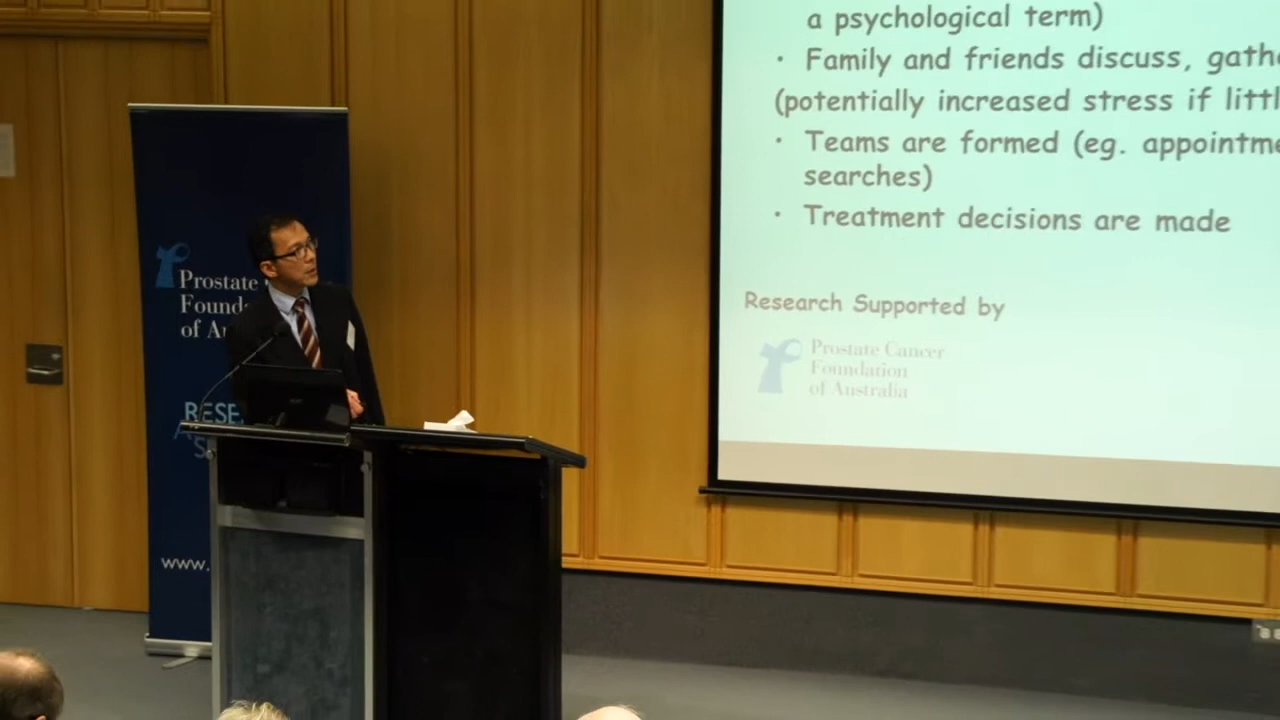 a psychological term)
· Family and friends discuss, gath
(potentially increased stress if littl
· Teams are formed (eg. appointme
searches)
· Treatment decisions are made
Research Supported by
Prostate Cancer
Foundation
of Australia
Prostate
Found
of Au
RESE
www.